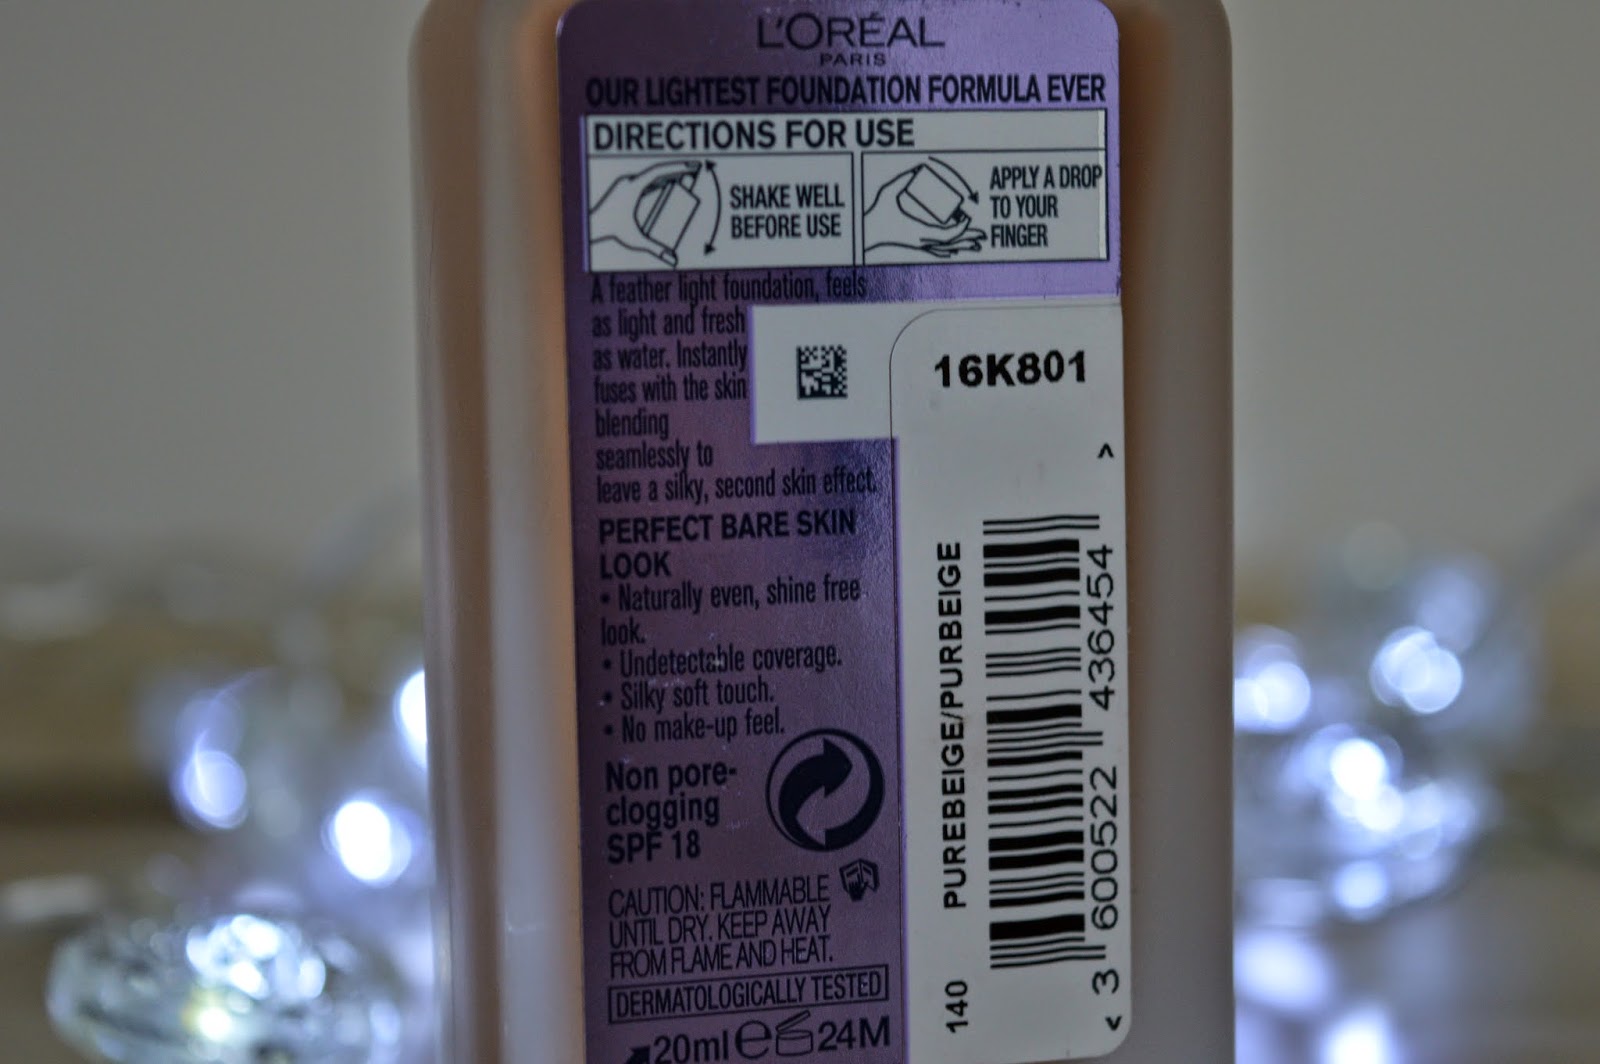 L'ORÉAL
PARIS
OUR LIGHTEST FOUNDATION FORMULA EVER
DIRECTIONS FOR USE
SHAKE WELL
BEFORE USE
APPLY A DROP
TO YOUR
FINGER
A feather light foundation, feels
as light and fresh
as water. Instantly
fuses with the skin
blending
seamlessly to
leave a silky, second skin effect.
PERFECT BARE SKIN
LOOK
• Naturally even, shine free
look.
• Undetectable coverage.
• Silky soft touch.
• No make-up feel.
Non pore-
clogging
SPF 18
CAUTION: FLAMMABLE
UNTIL DRY. KEEP AWAY
FROM FLAME AND HEAT.
DERMATOLOGICALLY TESTED
20ml e 24M
16K801
140 PUREBEIGE/PURBEIGE
< 3 600522 436454 >